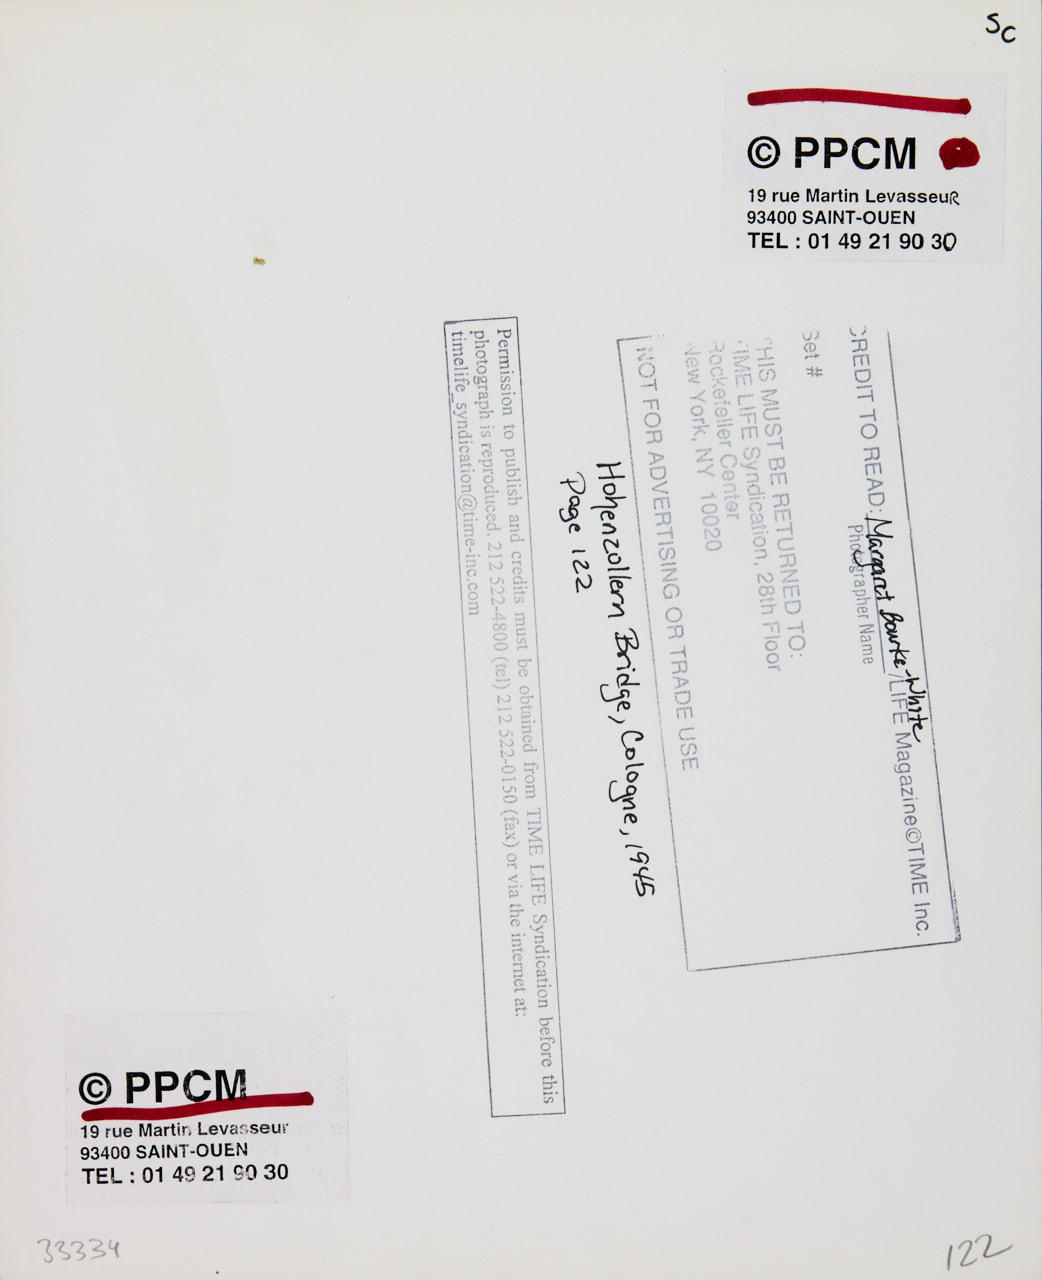 Sc
© PPCM
19 rue Martin Levasseur
93400 SAINT-OUEN
TEL : 01 49 21 90 30
CREDIT TO READ: Margaret Bourke-White/LIFE Magazine©TIME Inc.
Photographer Name
Set #
THIS MUST BE RETURNED TO:
TIME LIFE Syndication, 28th Floor
Rockefeller Center
New York, NY 10020
NOT FOR ADVERTISING OR TRADE USE
Hohenzollern Bridge, Cologne, 1945
Page 122
Permission to publish and credits must be obtained from TIME LIFE Syndication before this
photograph is reproduced. 212 522-4800 (tel) 212 522-0150 (fax) or via the internet at:
timelife_syndication@time-inc.com
© PPCM
19 rue Martin Levasseur
93400 SAINT-OUEN
TEL : 01 49 21 90 30
33334
122